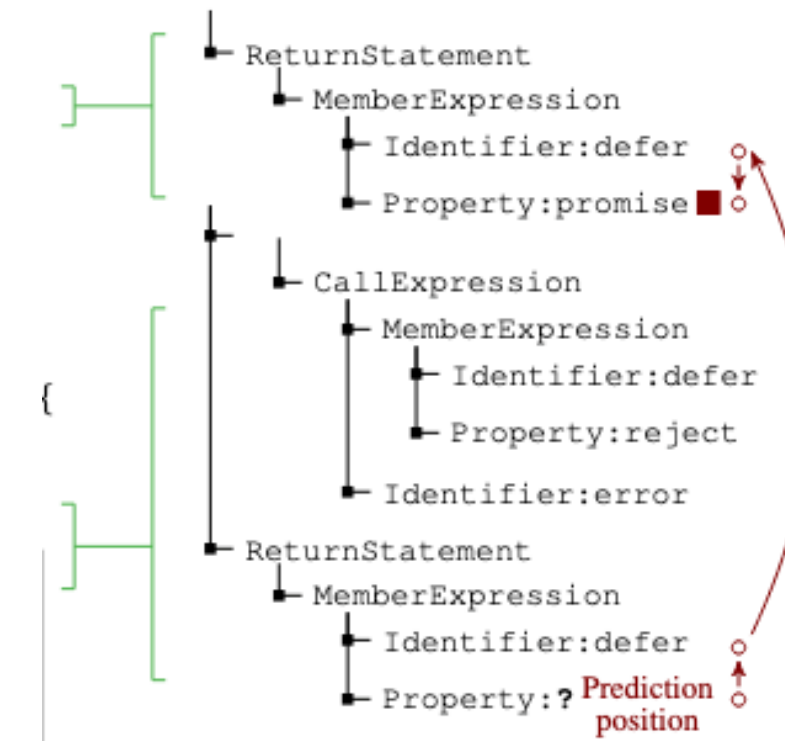 ReturnStatement
MemberExpression
Identifier:defer
Property:promise
CallExpression
MemberExpression
Identifier:defer
{
Property:reject
Identifier:error
ReturnStatement
MemberExpression
Identifier:defer
Property:? Prediction
position